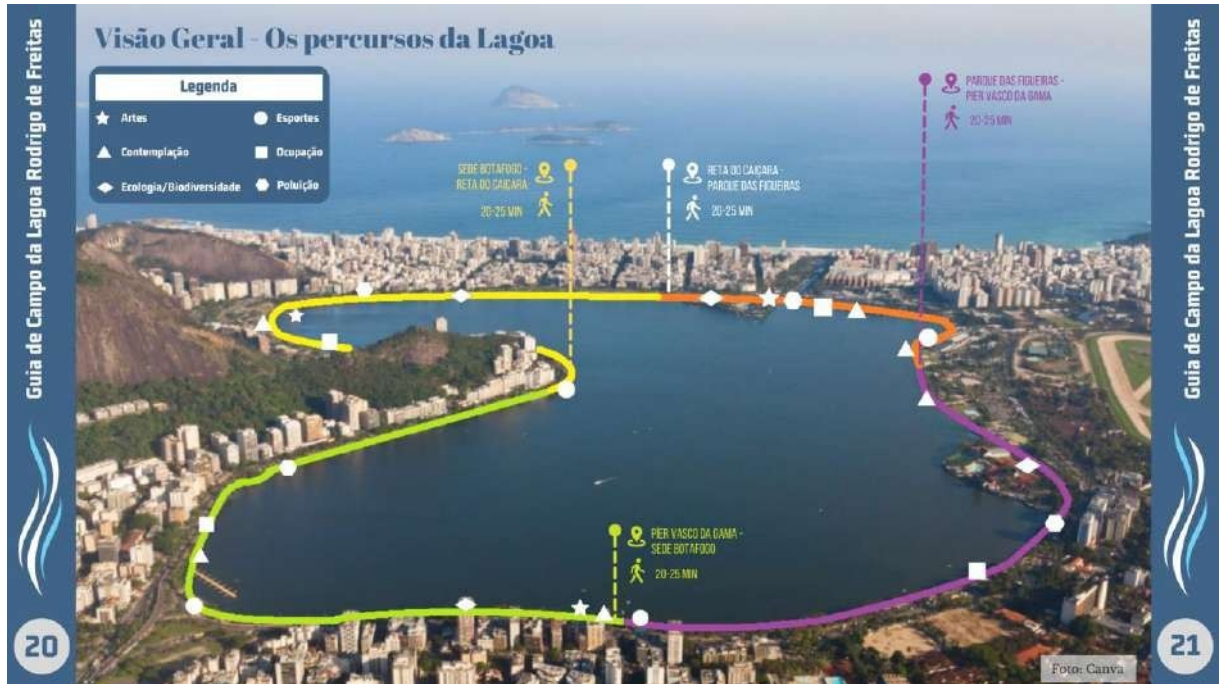 Guia de Campo da Lagoa Rodrigo de Freitas
20
Visão Geral - Os percursos da Lagoa
Legenda
Artes
Esportes
Contemplação
Ocupação
Ecologia/Biodiversidade
Poluição
SEDE BOTAFOGO -
RETA DO CAIÇARA
20-25 MIN
RETA DO CAIÇARA -
PARQUE DAS FIGUEIRAS
20-25 MIN
PARQUE DAS FIGUEIRAS -
PIER VASCO DA GAMA
20-25 MIN
PIER VASCO DA GAMA -
SEDE BOTAFOGO
20-25 MIN
Foto: Canva
Guia de Campo da Lagoa Rodrigo de Freitas
21